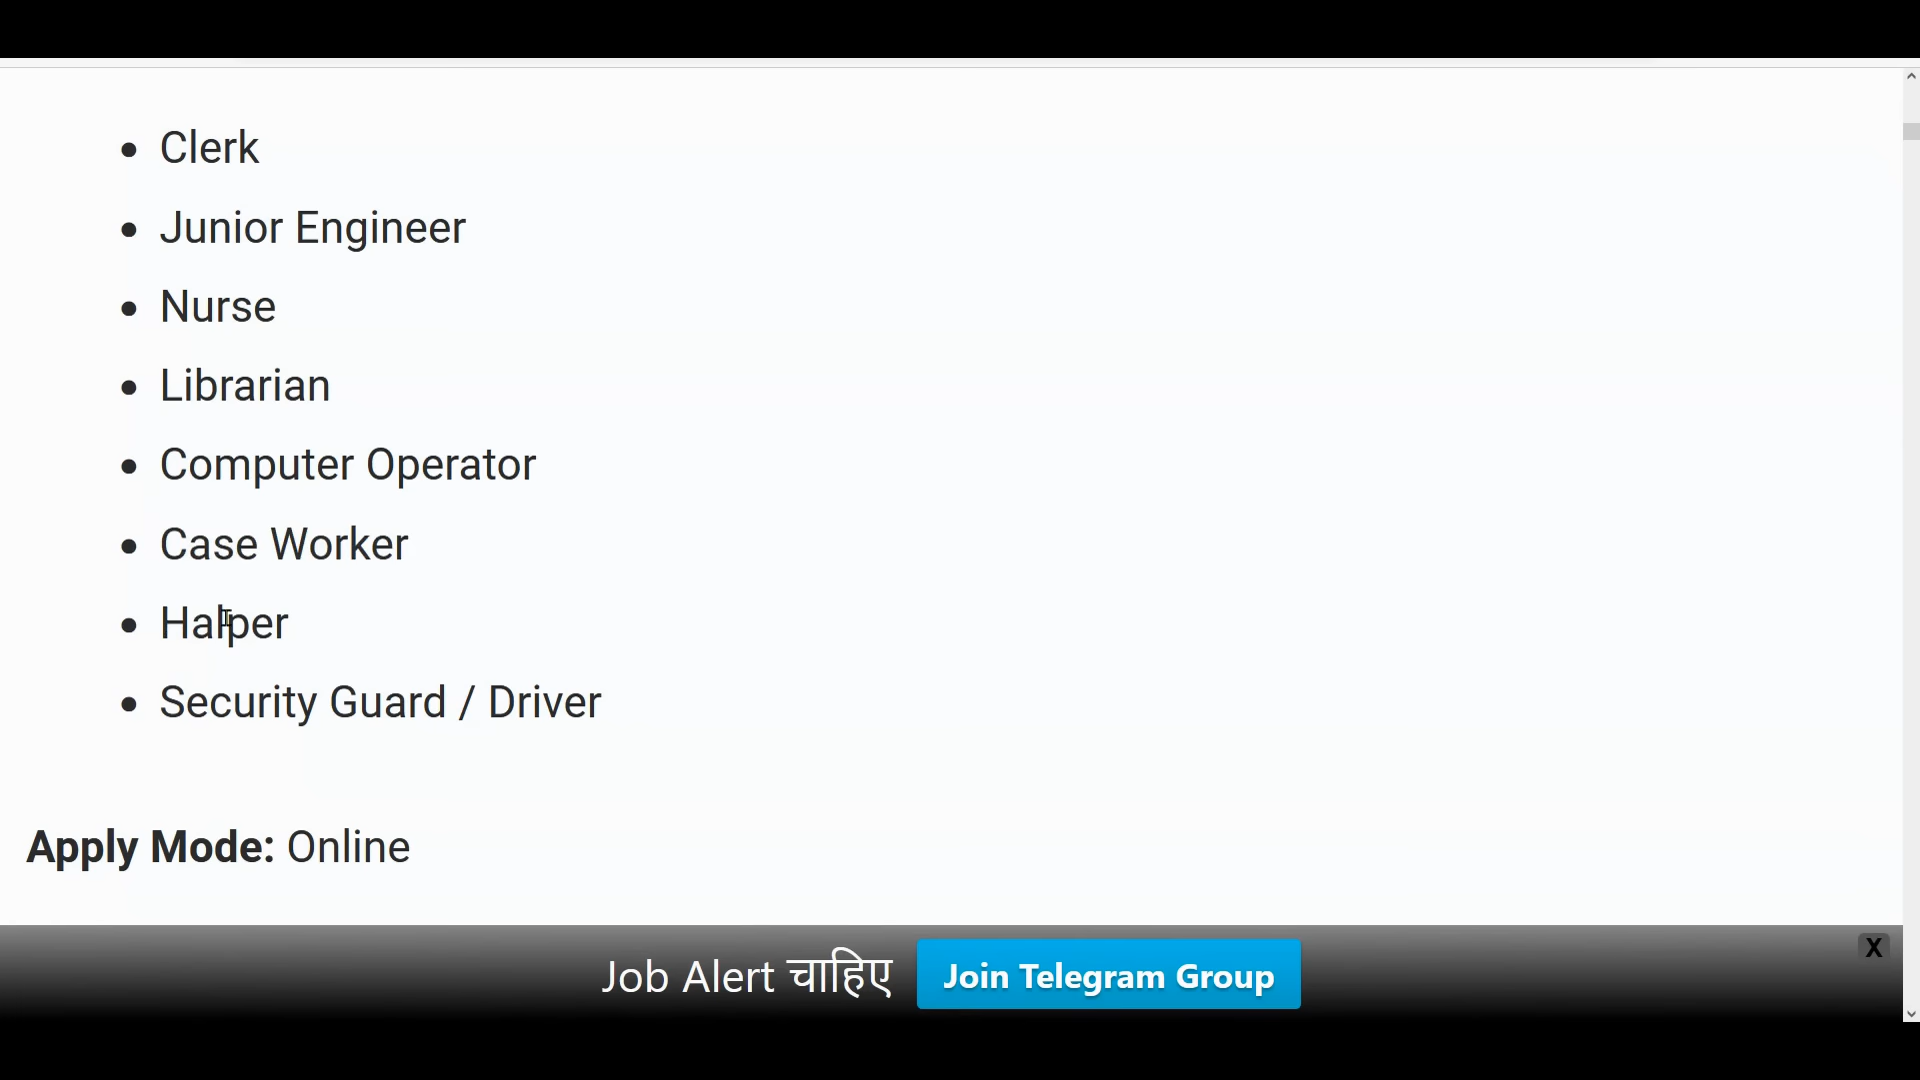 Clerk
Junior Engineer
Nurse
Librarian
Computer Operator
Case Worker
Halper
Security Guard / Driver
Apply Mode: Online
X
Job Alert चाहिए Join Telegram Group